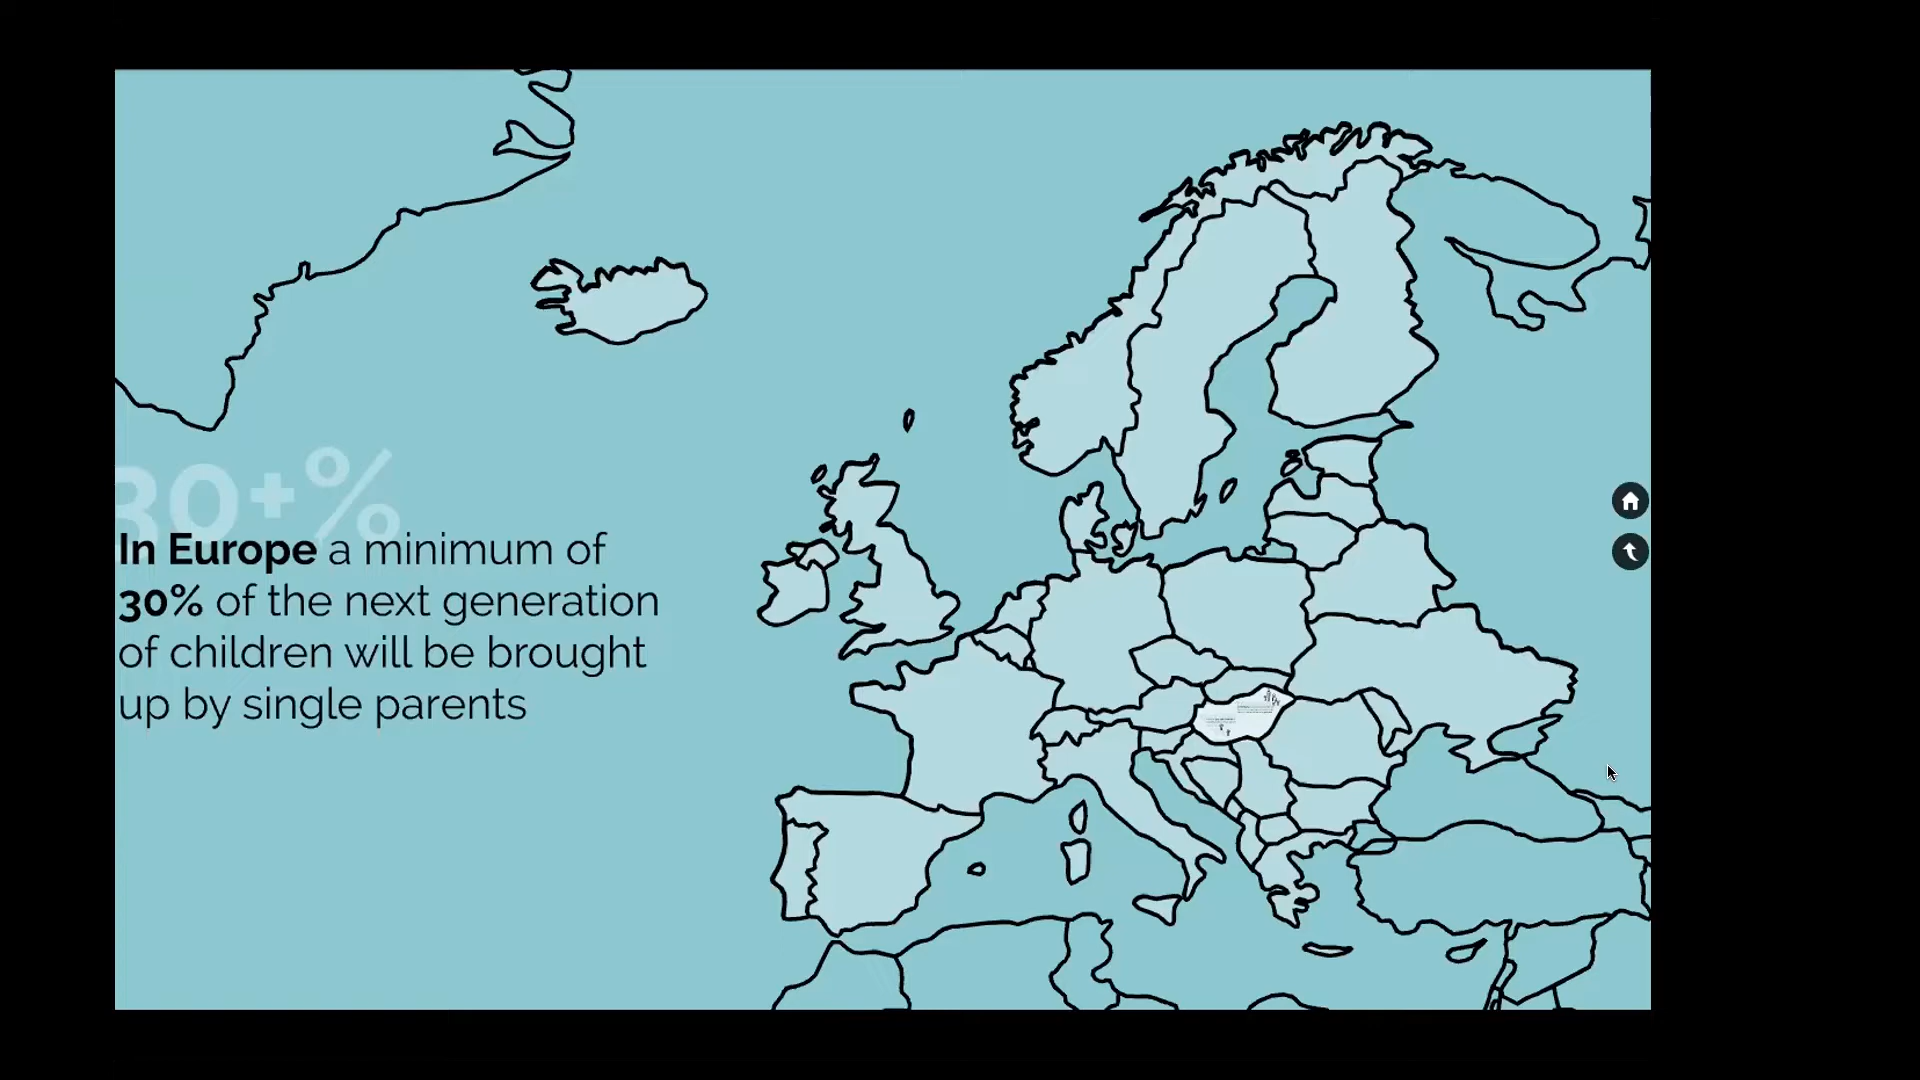 30+%
In Europe a minimum of
30% of the next generation
of children will be brought
up by single parents